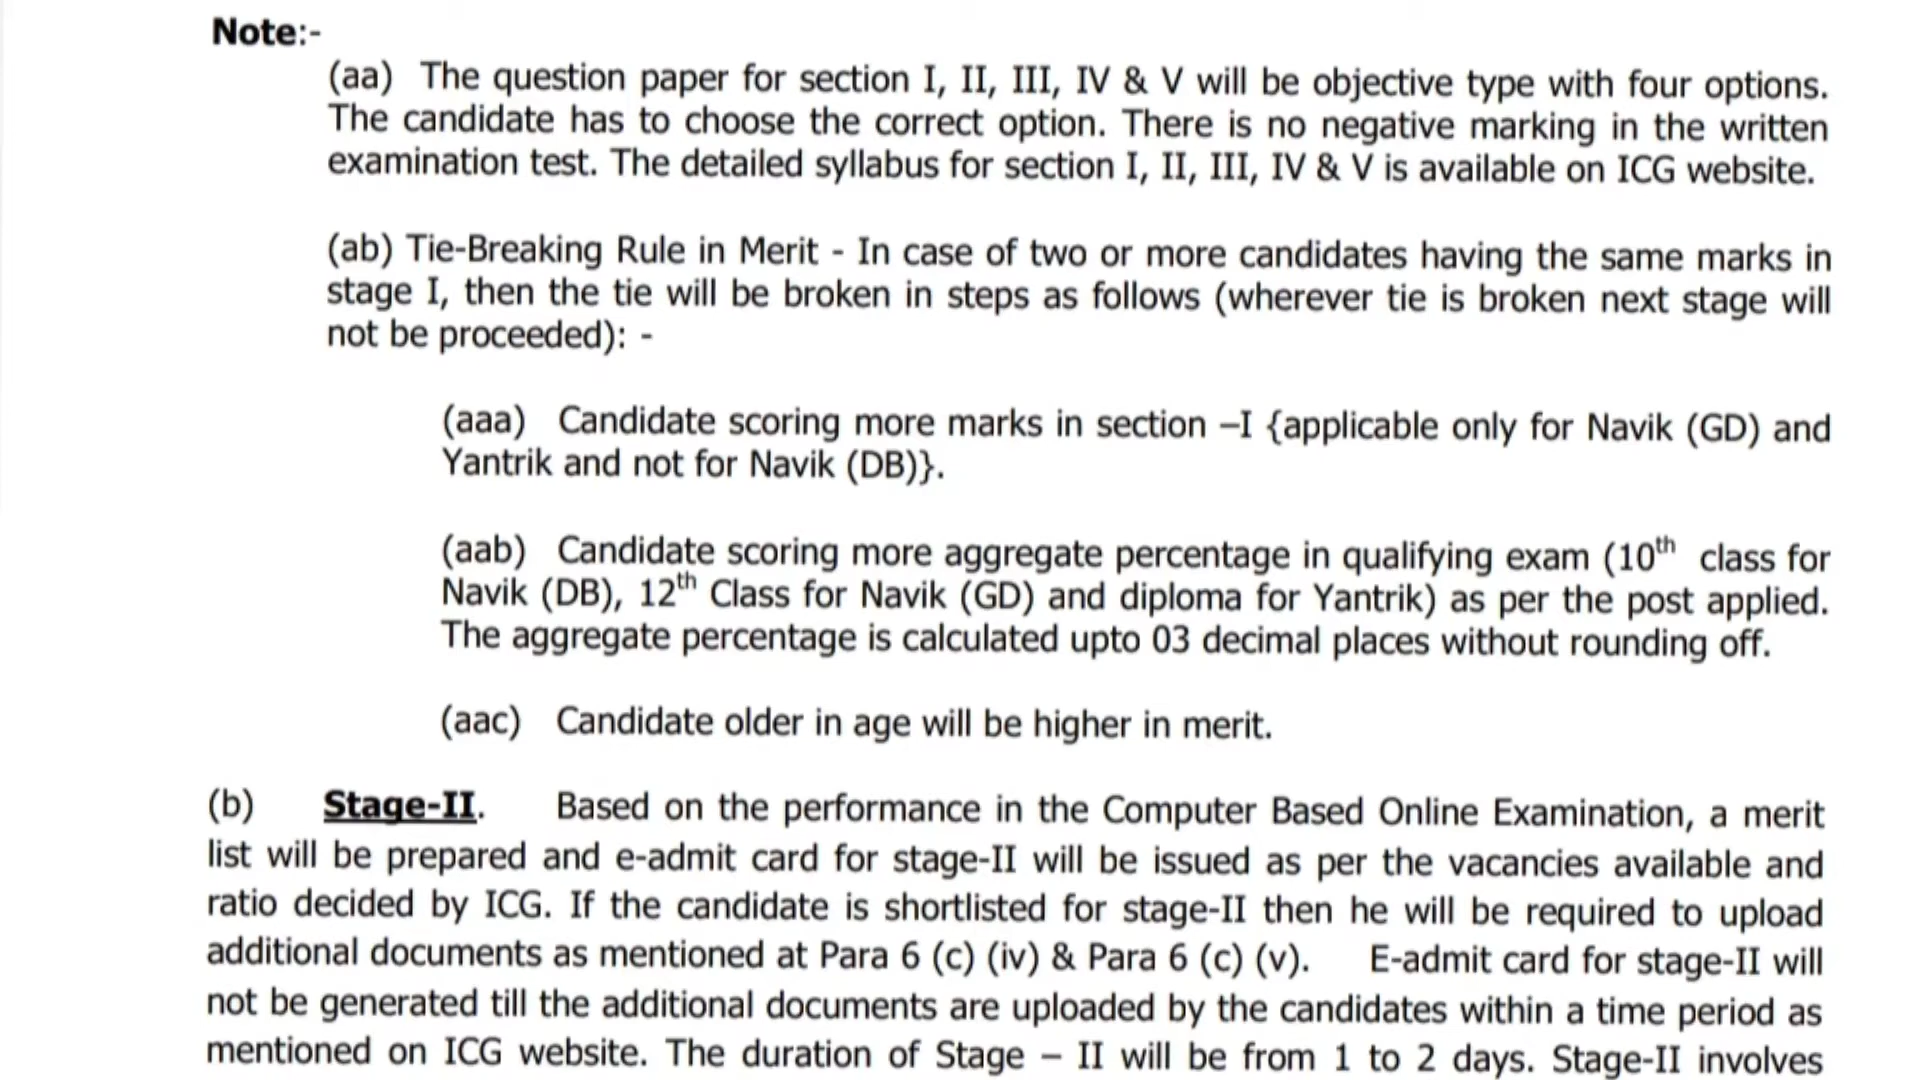 Note:-
(aa) The question paper for section I, II, III, IV & V will be objective type with four options.
The candidate has to choose the correct option. There is no negative marking in the written
examination test. The detailed syllabus for section I, II, III, IV & V is available on ICG website.
(ab) Tie-Breaking Rule in Merit - In case of two or more candidates having the same marks in
stage I, then the tie will be broken in steps as follows (wherever tie is broken next stage will
not be proceeded): -
(aaa) Candidate scoring more marks in section –I {applicable only for Navik (GD) and
Yantrik and not for Navik (DB)}.
(aab) Candidate scoring more aggregate percentage in qualifying exam (10th class for
Navik (DB), 12th Class for Navik (GD) and diploma for Yantrik) as per the post applied.
The aggregate percentage is calculated upto 03 decimal places without rounding off.
(aac) Candidate older in age will be higher in merit.
(b) Stage-II. Based on the performance in the Computer Based Online Examination, a merit
list will be prepared and e-admit card for stage-II will be issued as per the vacancies available and
ratio decided by ICG. If the candidate is shortlisted for stage-II then he will be required to upload
additional documents as mentioned at Para 6 (c) (iv) & Para 6 (c) (v). E-admit card for stage-II will
not be generated till the additional documents are uploaded by the candidates within a time period as
mentioned on ICG website. The duration of Stage – II will be from 1 to 2 days. Stage-II involves